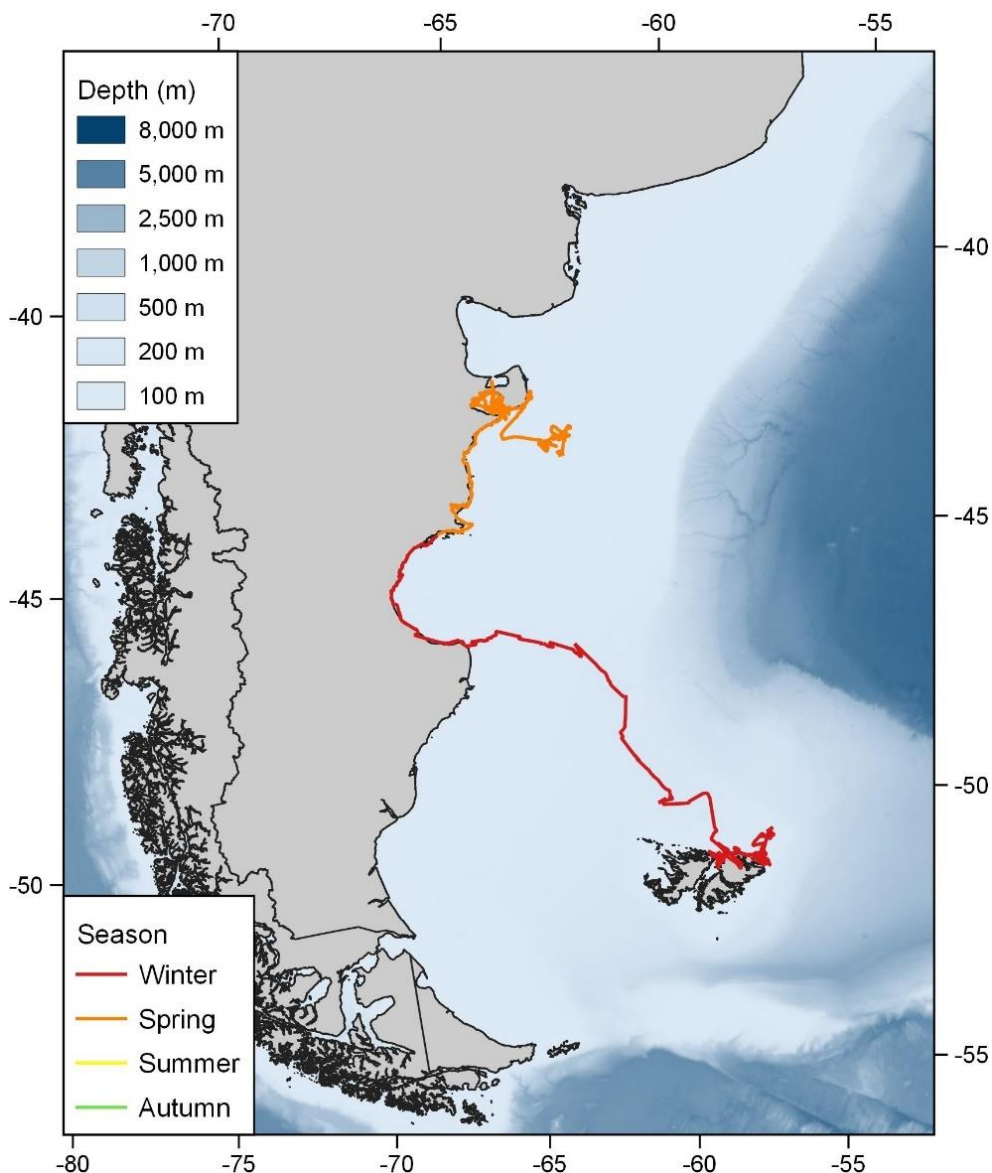 -70 -65 -60 -55
Depth (m)
8,000 m
5,000 m
2,500 m
1,000 m
500 m
200 m
100 m
-40
-40
-45
-45
-50
-50
Season
Winter
Spring
Summer
Autumn
-55
-80 -75 -70 -65 -60 -55